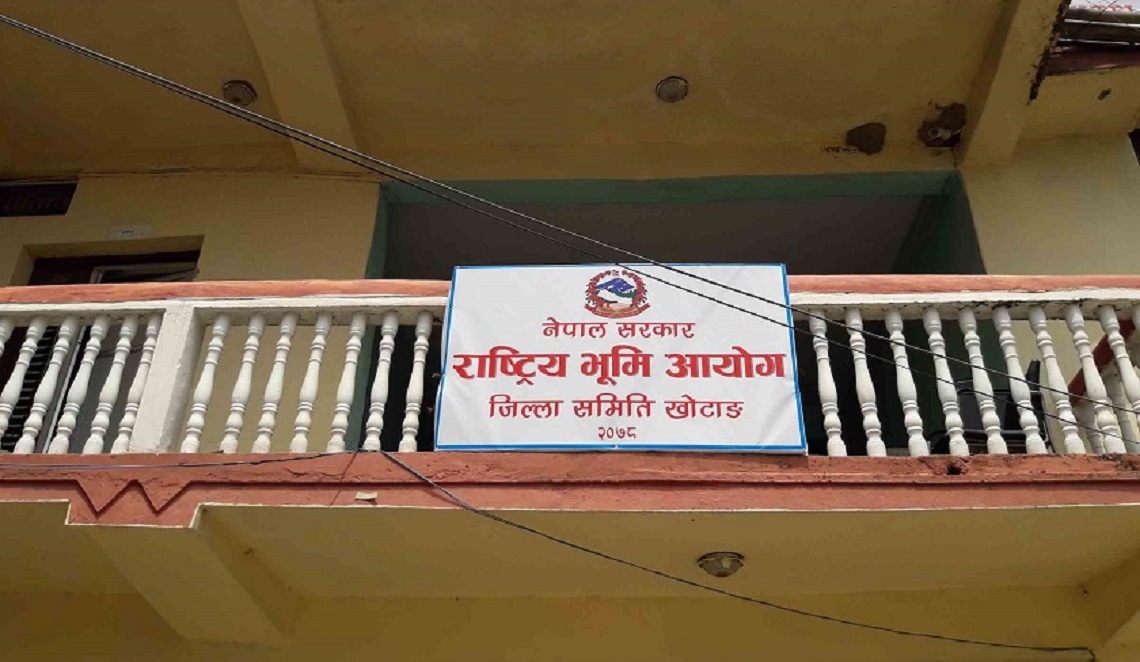 नेपाल सरकार
राष्ट्रिय भूमि आयोग
जिल्ला समिति खोटाङ
२०७८